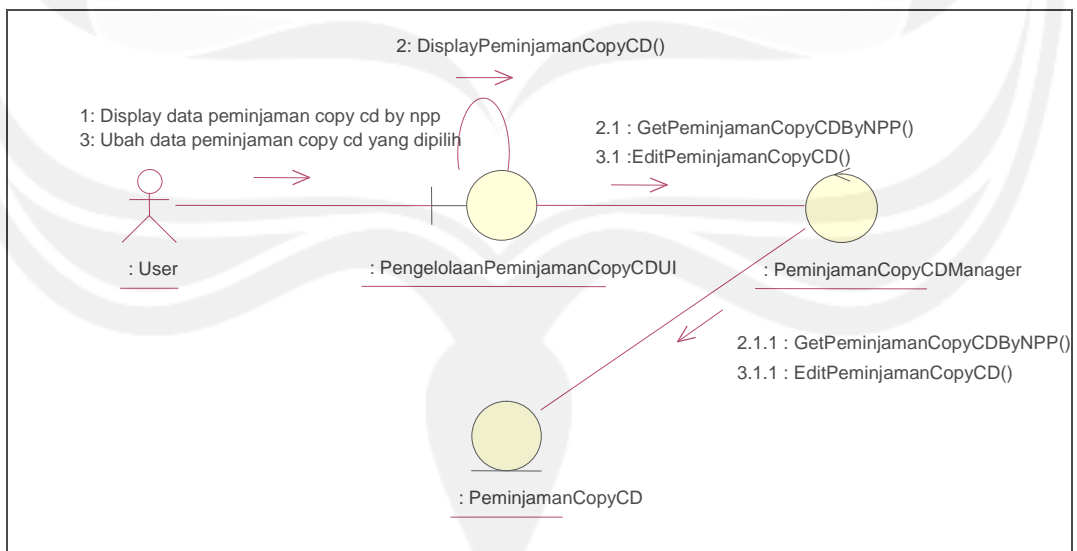 2: DisplayPeminjamanCopyCD()
1: Display data peminjaman copy cd by npp
3: Ubah data peminjaman copy cd yang dipilih
2.1 : GetPeminjamanCopyCDByNPP()
3.1 :EditPeminjamanCopyCD()
: User
: PengelolaanPeminjamanCopyCDUI
: PeminjamanCopyCDManager
2.1.1 : GetPeminjamanCopyCDByNPP()
3.1.1 : EditPeminjamanCopyCD()
: PeminjamanCopyCD